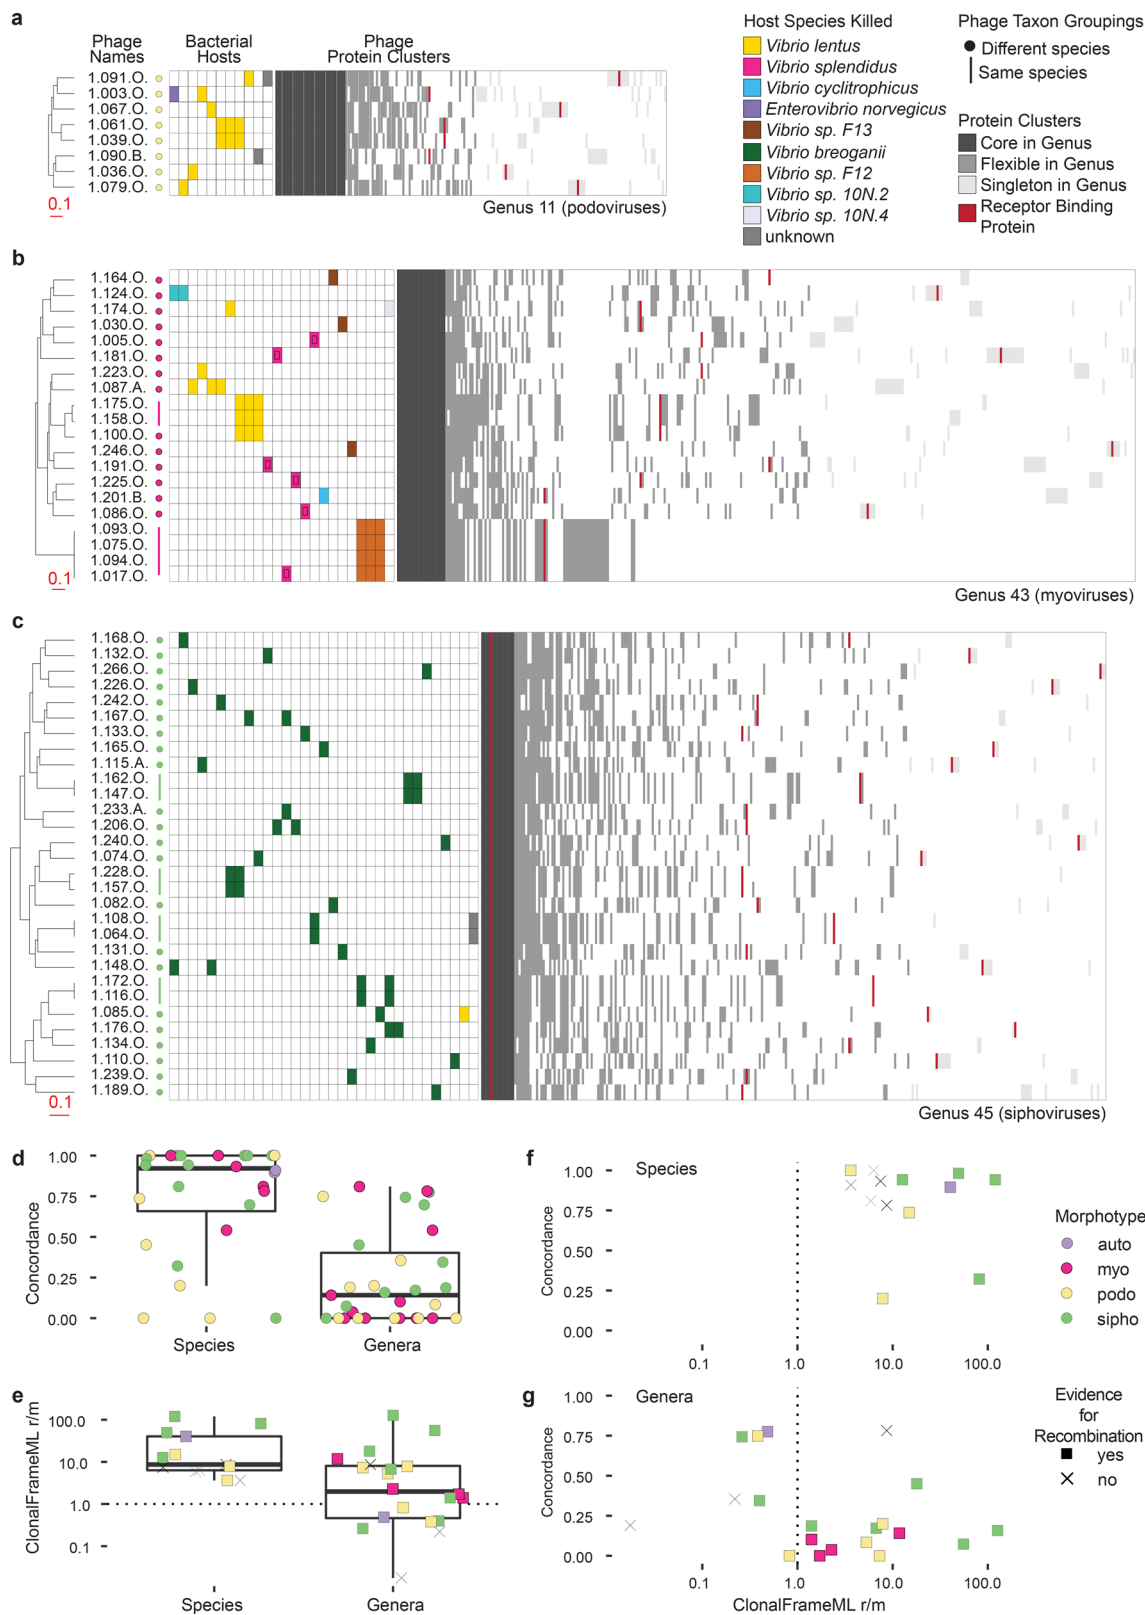 a
Phage Names
Bacterial Hosts
Phage Protein Clusters
1.091.O.
1.003.O.
1.067.O.
1.061.O.
1.039.O.
1.090.B.
1.036.O.
1.079.O.
0.1
Genus 11 (podoviruses)
Host Species Killed
Vibrio lentus
Vibrio splendidus
Vibrio cyclitrophicus
Enterovibrio norvegicus
Vibrio sp. F13
Vibrio breoganii
Vibrio sp. F12
Vibrio sp. 10N.2
Vibrio sp. 10N.4
unknown
Phage Taxon Groupings
Different species
Same species
Protein Clusters
Core in Genus
Flexible in Genus
Singleton in Genus
Receptor Binding
Protein
b
1.164.O.
1.124.O.
1.174.O.
1.030.O.
1.005.O.
1.181.O.
1.223.O.
1.087.A.
1.175.O.
1.158.O.
1.100.O.
1.246.O.
1.191.O.
1.225.O.
1.201.B.
1.086.O.
1.093.O.
1.075.O.
1.094.O.
1.017.O.
0.1
Genus 43 (myoviruses)
c
1.168.O.
1.132.O.
1.266.O.
1.226.O.
1.242.O.
1.167.O.
1.133.O.
1.165.O.
1.115.A.
1.162.O.
1.147.O.
1.233.A.
1.206.O.
1.240.O.
1.074.O.
1.228.O.
1.157.O.
1.082.O.
1.108.O.
1.064.O.
1.131.O.
1.148.O.
1.172.O.
1.116.O.
1.085.O.
1.176.O.
1.134.O.
1.110.O.
1.239.O.
1.189.O.
0.1
Genus 45 (siphoviruses)
d
Concordance
1.00
0.75
0.50
0.25
0.00
Species
Genera
e
ClonalFrameML r/m
100.0
10.0
1.0
0.1
Species
Genera
f
Species
Concordance
1.00
0.75
0.50
0.25
0.00
0.1
1.0
10.0
100.0
Morphotype
auto
myo
podo
sipho
g
Genera
Concordance
1.00
0.75
0.50
0.25
0.00
0.1
1.0
10.0
100.0
ClonalFrameML r/m
Evidence
for
Recombination
yes
no